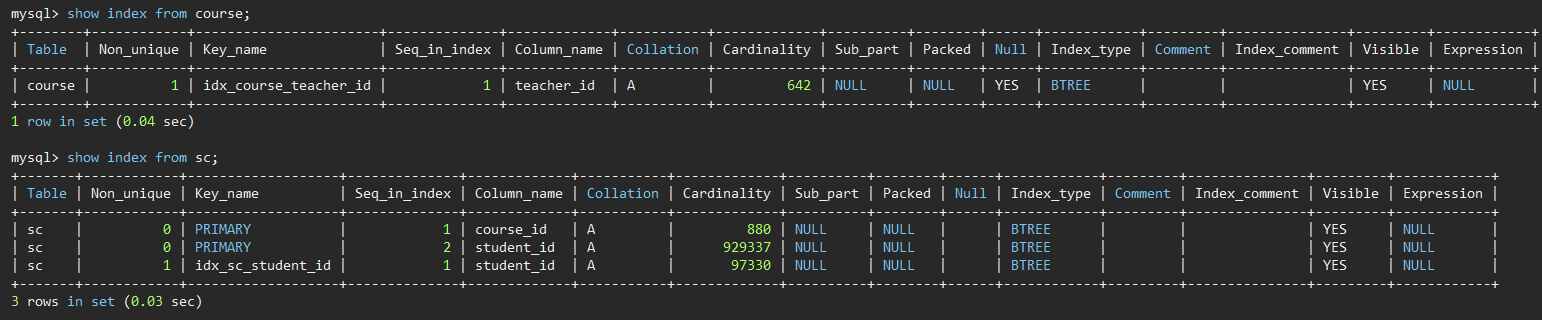 mysql> show index from course;
+--------+------------+-----------------------+--------------+-------------+-----------+-------------+----------+--------+------+------------+---------+---------------+---------+------------+
| Table  | Non_unique | Key_name              | Seq_in_index | Column_name | Collation | Cardinality | Sub_part | Packed | Null | Index_type | Comment | Index_comment | Visible | Expression |
+--------+------------+-----------------------+--------------+-------------+-----------+-------------+----------+--------+------+------------+---------+---------------+---------+------------+
| course |          1 | idx_course_teacher_id |            1 | teacher_id  | A         |         642 | NULL     | NULL   | YES  | BTREE      |         |               | YES     | NULL       |
+--------+------------+-----------------------+--------------+-------------+-----------+-------------+----------+--------+------+------------+---------+---------------+---------+------------+
1 row in set (0.04 sec)
mysql> show index from sc;
+-------+------------+-------------------+--------------+-------------+-----------+-------------+----------+--------+------+------------+---------+---------------+---------+------------+
| Table | Non_unique | Key_name          | Seq_in_index | Column_name | Collation | Cardinality | Sub_part | Packed | Null | Index_type | Comment | Index_comment | Visible | Expression |
+-------+------------+-------------------+--------------+-------------+-----------+-------------+----------+--------+------+------------+---------+---------------+---------+------------+
| sc    |          0 | PRIMARY           |            1 | course_id   | A         |         880 | NULL     | NULL   |      | BTREE      |         |               | YES     | NULL       |
| sc    |          0 | PRIMARY           |            2 | student_id  | A         |      929337 | NULL     | NULL   |      | BTREE      |         |               | YES     | NULL       |
| sc    |          1 | idx_sc_student_id |            1 | student_id  | A         |       97330 | NULL     | NULL   |      | BTREE      |         |               | YES     | NULL       |
+-------+------------+-------------------+--------------+-------------+-----------+-------------+----------+--------+------+------------+---------+---------------+---------+------------+
3 rows in set (0.03 sec)